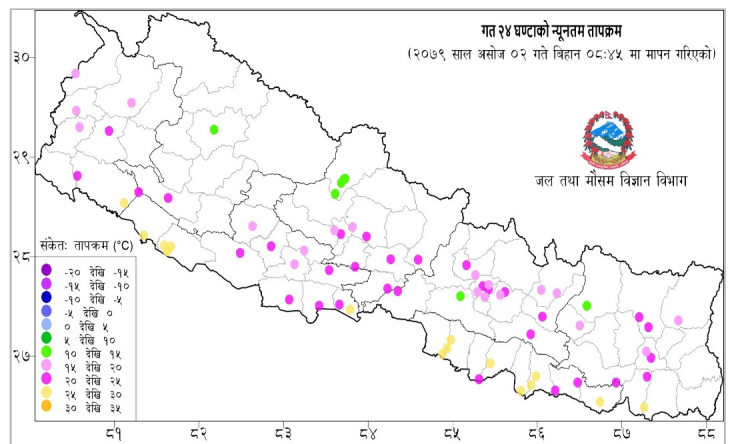 गत २४ घण्टाको न्यूनतम तापक्रम
(२०७९ साल असोज ०२ गते बिहान ०८:४५ मा मापन गरिएको)
जल तथा मौसम विज्ञान विभाग
३०
२९
२८
२७
संकेतः तापक्रम (°C)
-२० देखि -१५
-१५ देखि -१०
-१० देखि -५
-५ देखि ०
० देखि ५
५ देखि १०
१० देखि १५
१५ देखि २०
२० देखि २५
२५ देखि ३०
३० देखि ३५
८१ ८२ ८३ ८४ ८५ ८६ ८७ ८८